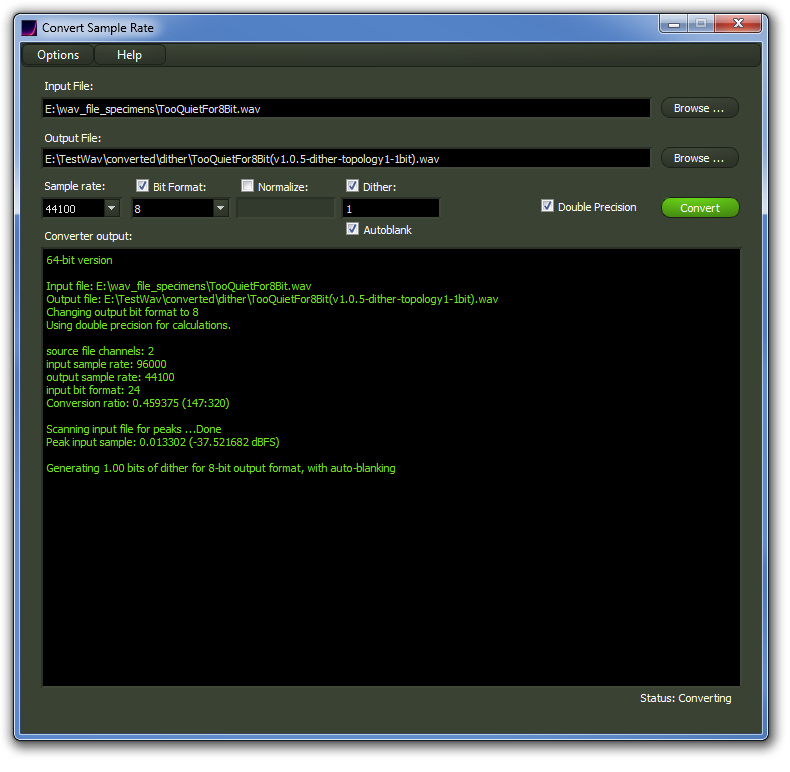 Convert Sample Rate
Options Help
Input File:
E:\wav_file_specimens\TooQuietFor8Bit.wav Browse ...
Output File:
E:\TestWav\converted\dither\TooQuietFor8Bit(v1.0.5-dither-topology1-1bit).wav Browse ...
Sample rate: Bit Format: Normalize: Dither:
44100 8 1 Double Precision Convert
Autoblank
Converter output:
64-bit version
Input file: E:\wav_file_specimens\TooQuietFor8Bit.wav
Output file: E:\TestWav\converted\dither\TooQuietFor8Bit(v1.0.5-dither-topology1-1bit).wav
Changing output bit format to 8
Using double precision for calculations.
source file channels: 2
input sample rate: 96000
output sample rate: 44100
input bit format: 24
Conversion ratio: 0.459375 (147:320)
Scanning input file for peaks ...Done
Peak input sample: 0.013302 (-37.521682 dBFS)
Generating 1.00 bits of dither for 8-bit output format, with auto-blanking
Status: Converting